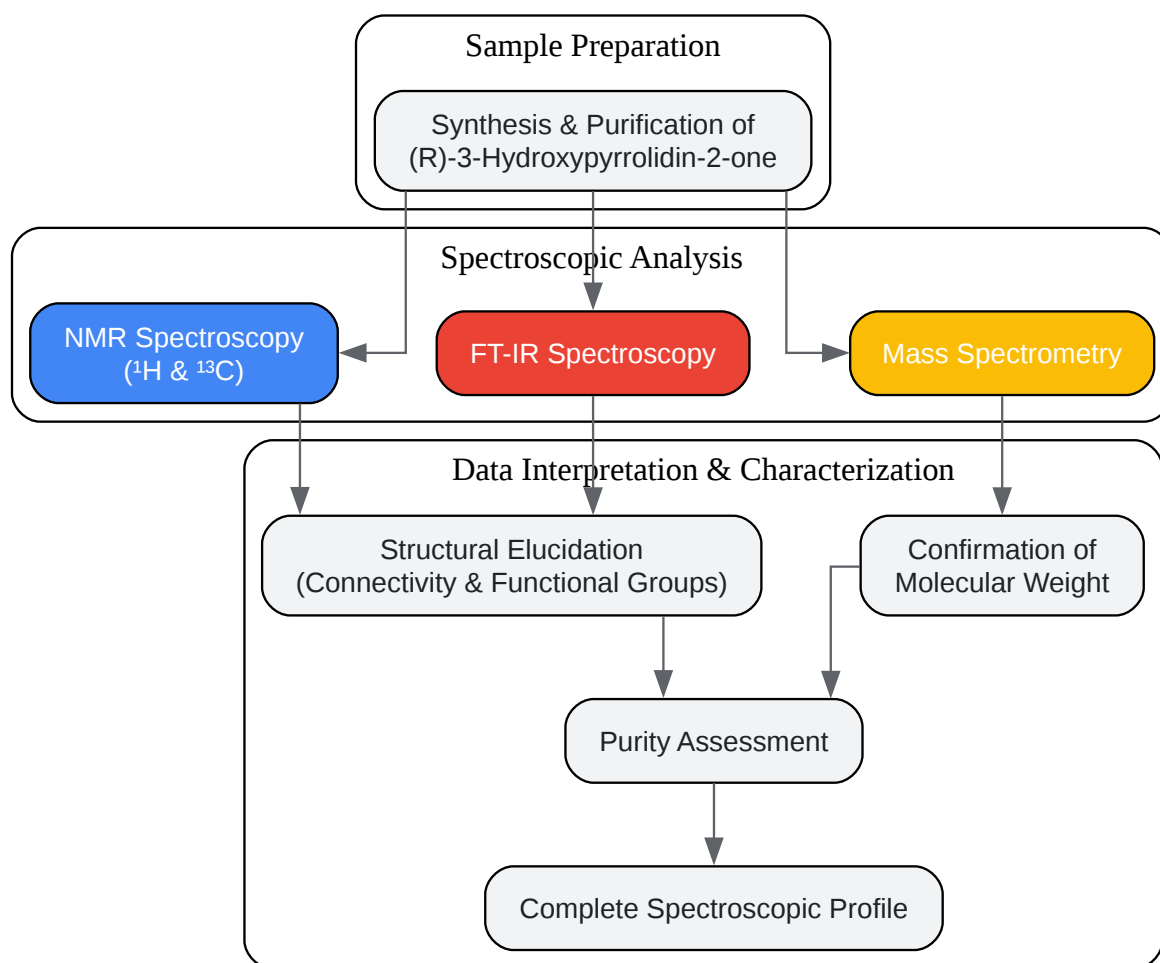 Sample Preparation
Synthesis & Purification of
(R)-3-Hydroxypyrrolidin-2-one
Spectroscopic Analysis
NMR Spectroscopy
(¹H & ¹³C)
FT-IR Spectroscopy
Mass Spectrometry
Data Interpretation & Characterization
Structural Elucidation
(Connectivity & Functional Groups)
Confirmation of
Molecular Weight
Purity Assessment
Complete Spectroscopic Profile